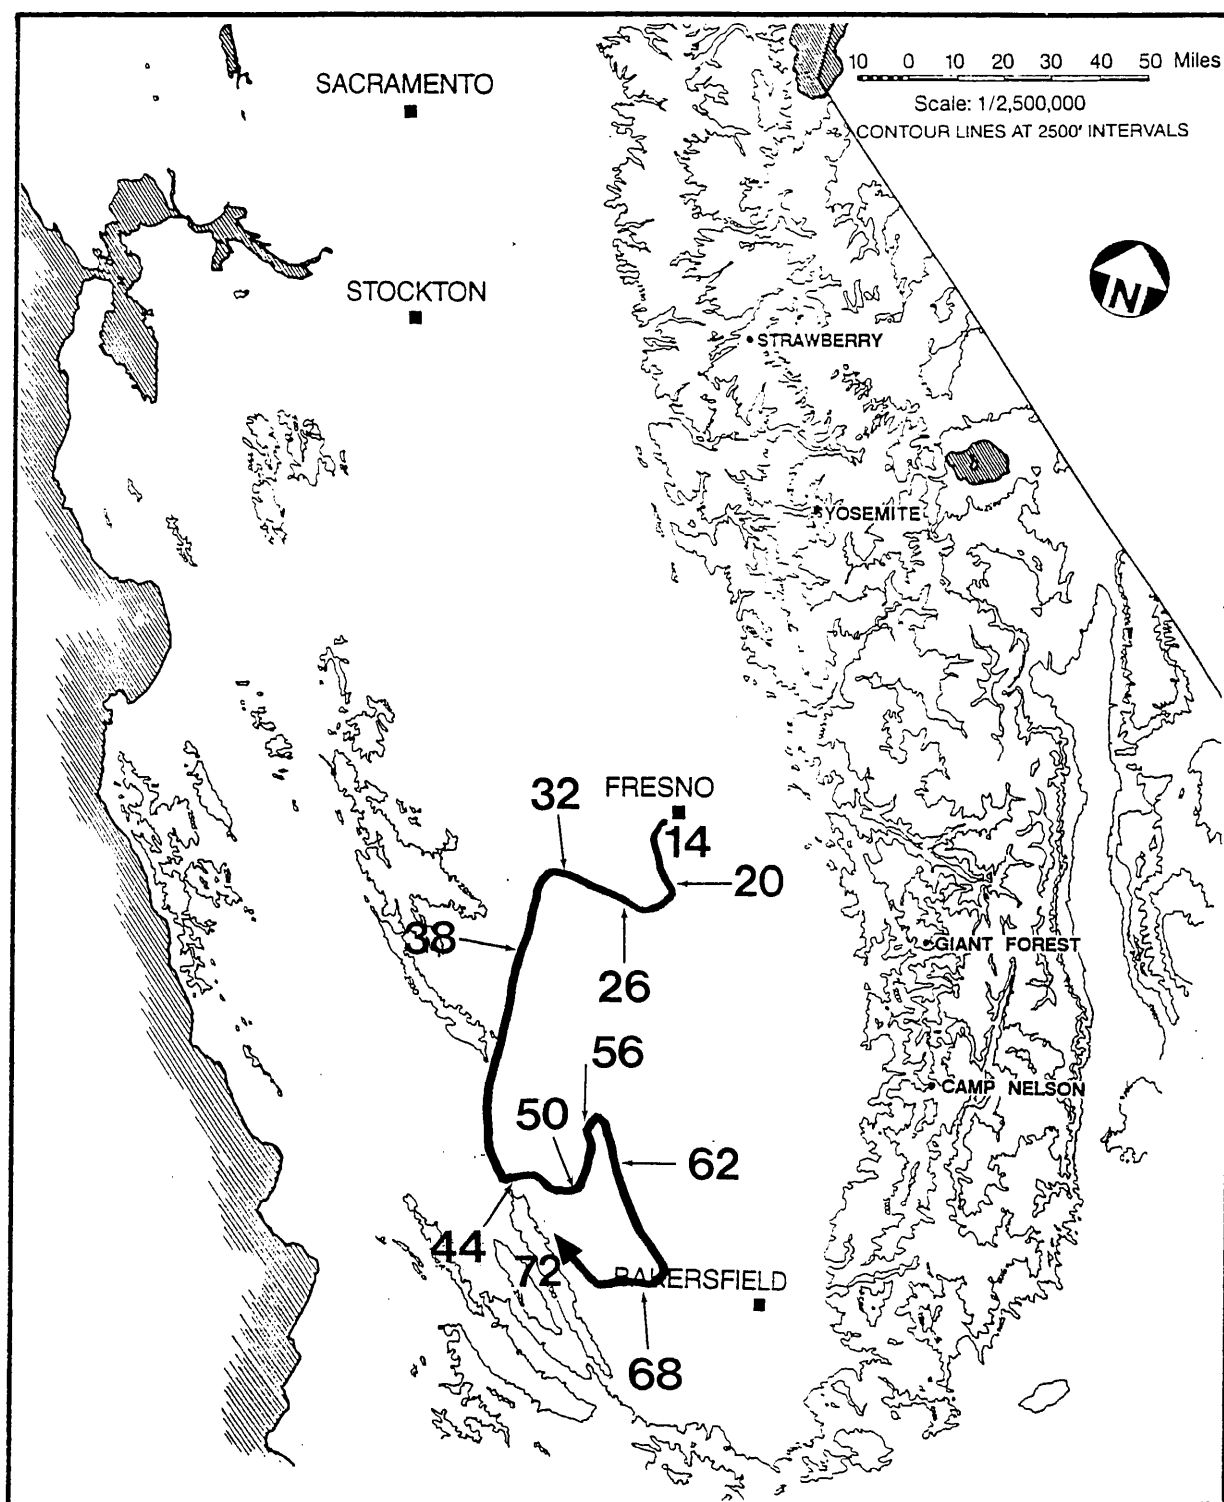 SACRAMENTO
10 0 10 20 30 40 50 Miles
Scale: 1/2,500,000
CONTOUR LINES AT 2500' INTERVALS
N
STOCKTON
STRAWBERRY
YOSEMITE
32
FRESNO
14
20
38
GIANT FOREST
26
56
CAMP NELSON
50
62
44
72
BAKERSFIELD
68